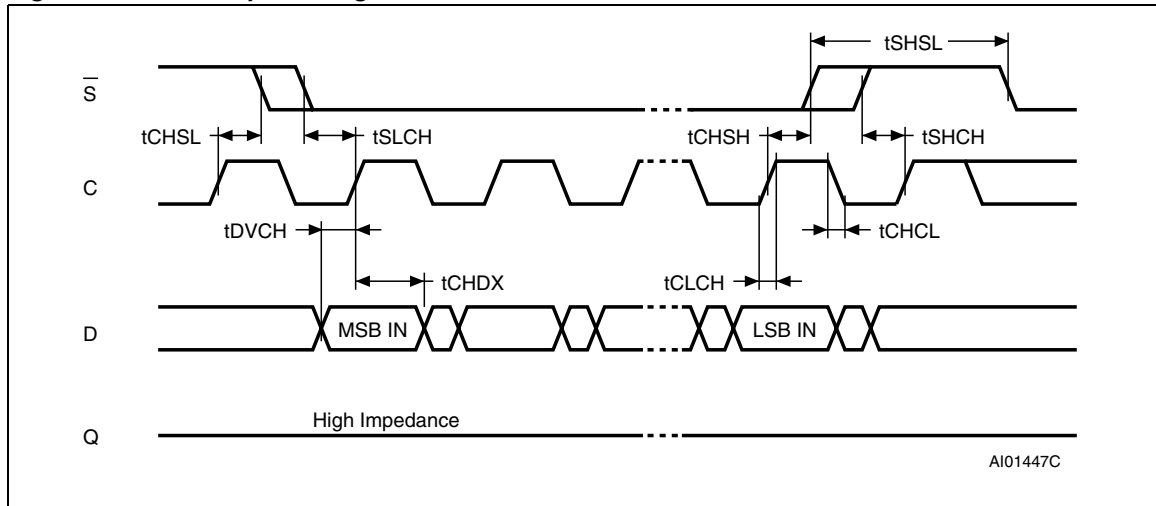 tSHSL
S
tCHSL
tSLCH
tCHSH
tSHCH
C
tDVCH
tCHCL
tCHDX
tCLCH
D
MSB IN
LSB IN
High Impedance
Q
AI01447C